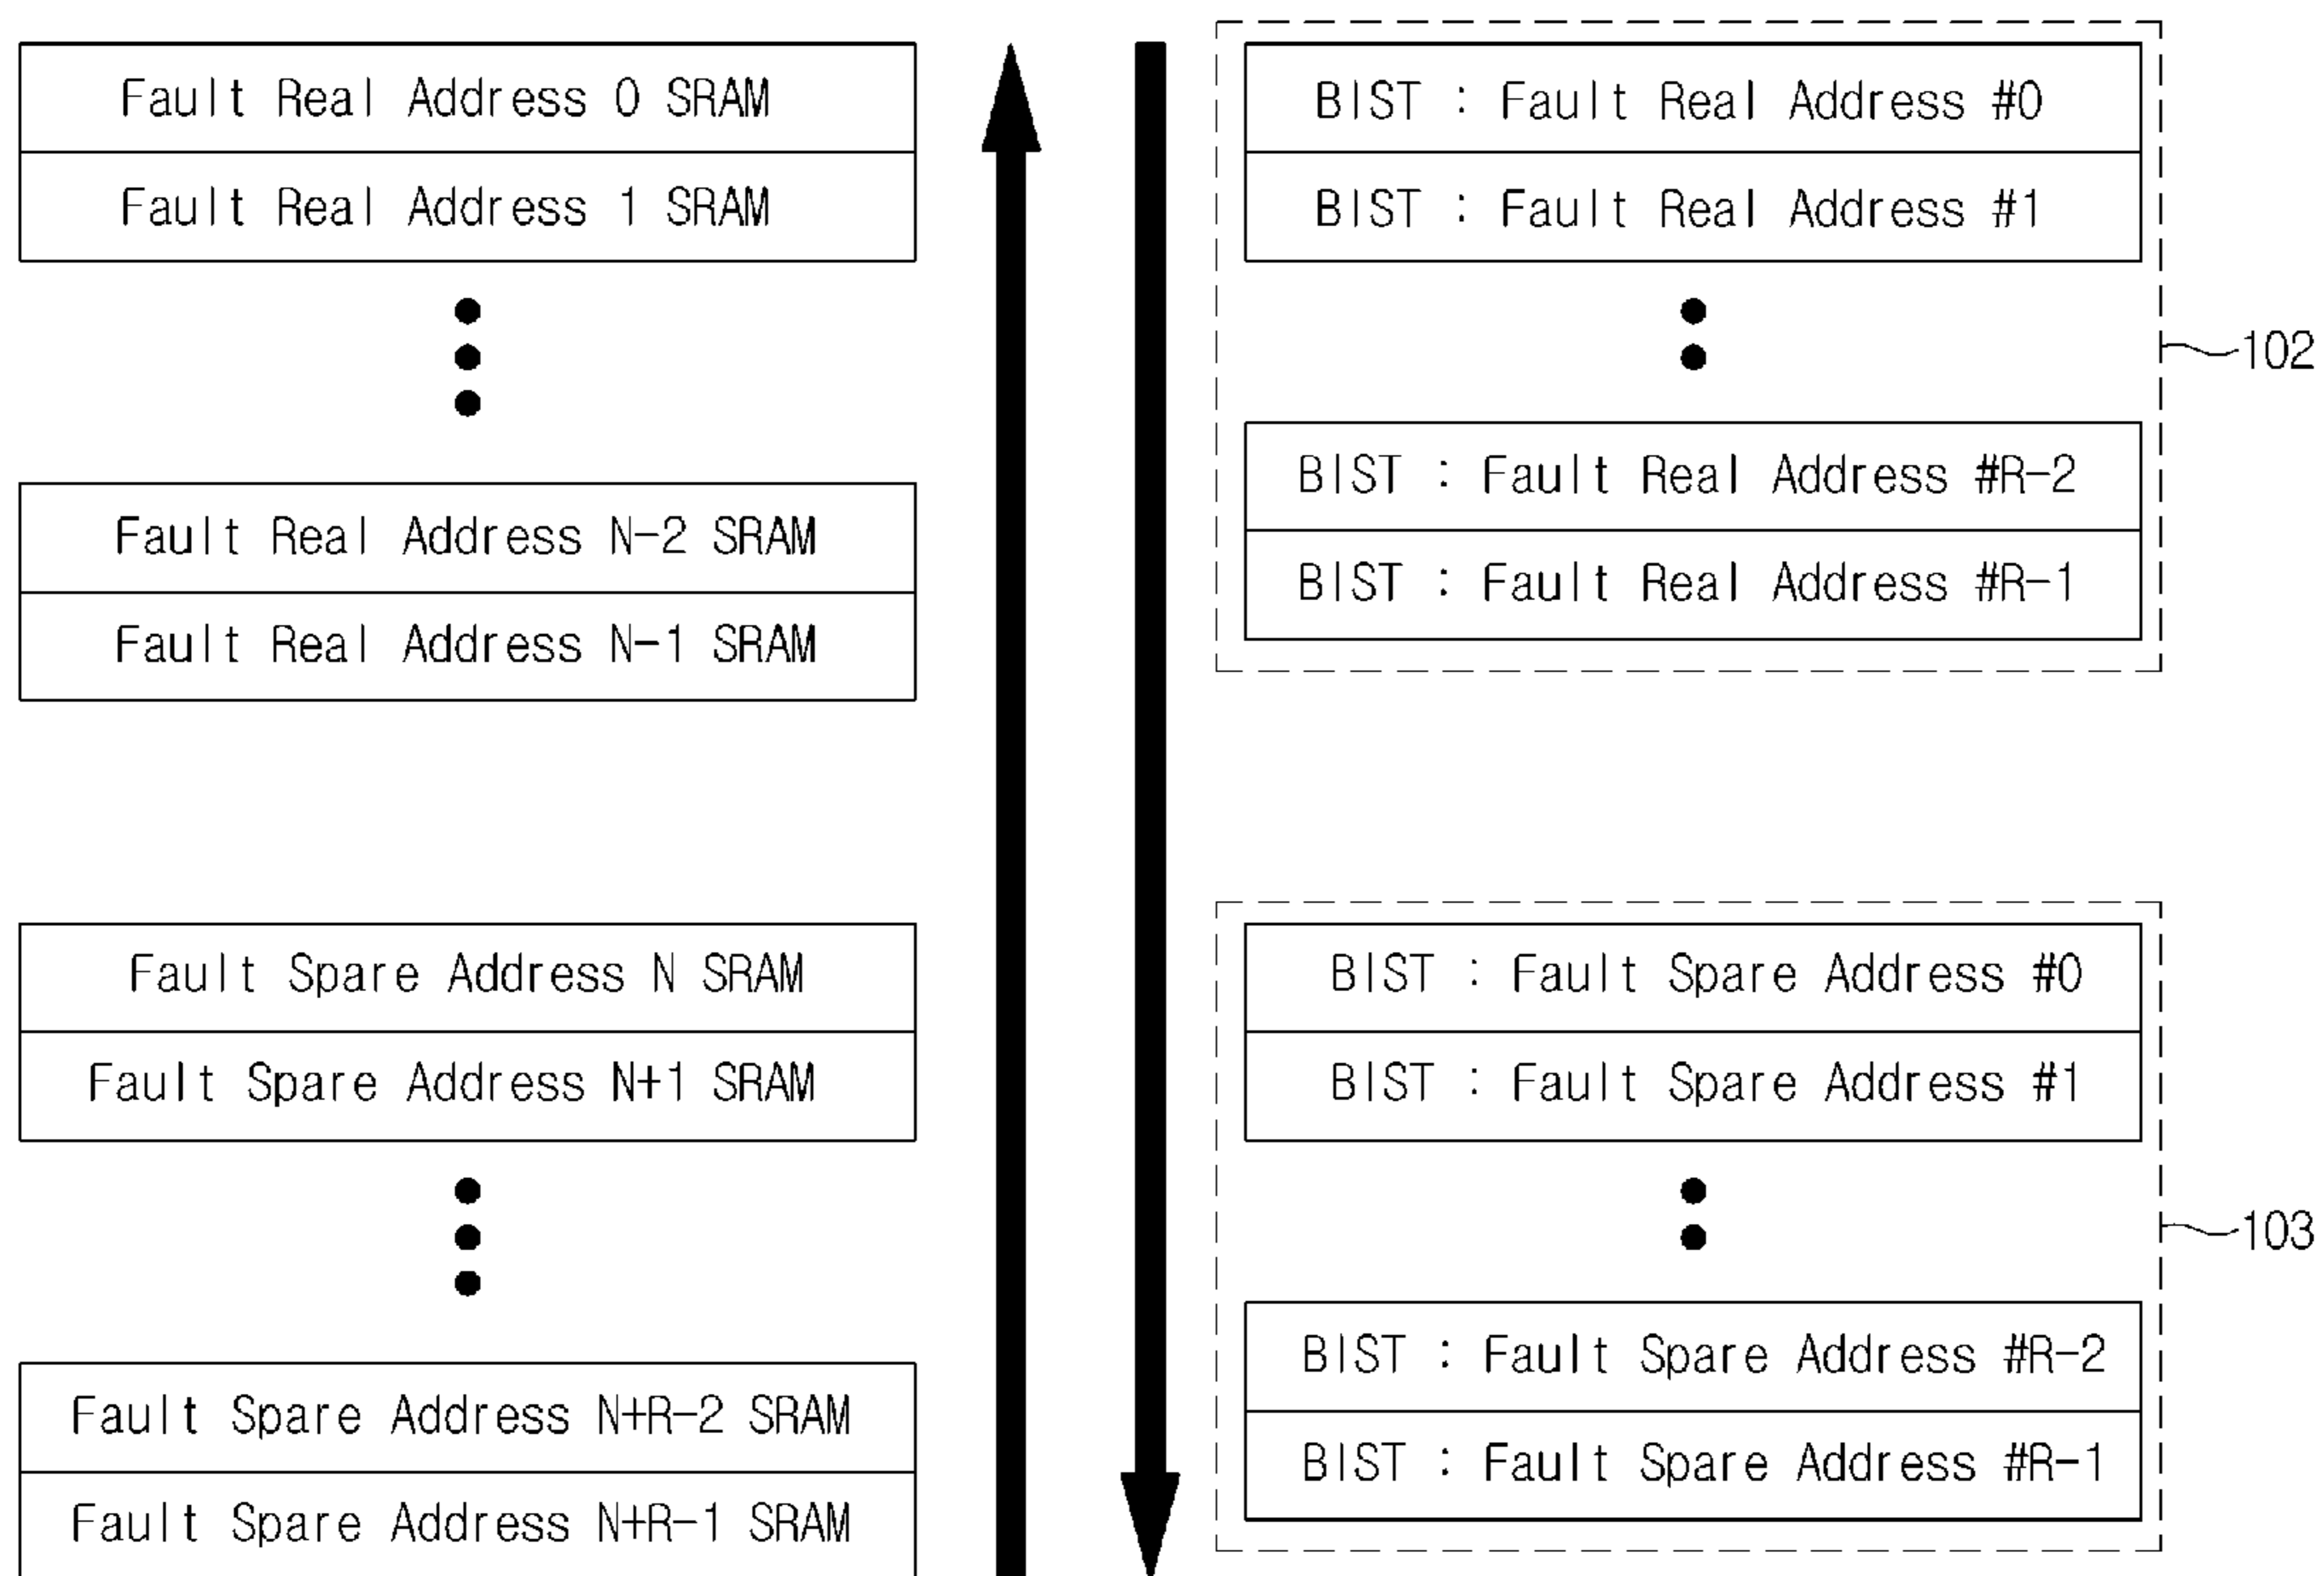 Fault Real Address 0 SRAM
Fault Real Address 1 SRAM
Fault Real Address N-2 SRAM
Fault Real Address N-1 SRAM
Fault Spare Address N SRAM
Fault Spare Address N+1 SRAM
Fault Spare Address N+R-2 SRAM
Fault Spare Address N+R-1 SRAM
BIST : Fault Real Address #0
BIST : Fault Real Address #1
BIST : Fault Real Address #R-2
BIST : Fault Real Address #R-1
102
BIST : Fault Spare Address #0
BIST : Fault Spare Address #1
BIST : Fault Spare Address #R-2
BIST : Fault Spare Address #R-1
103